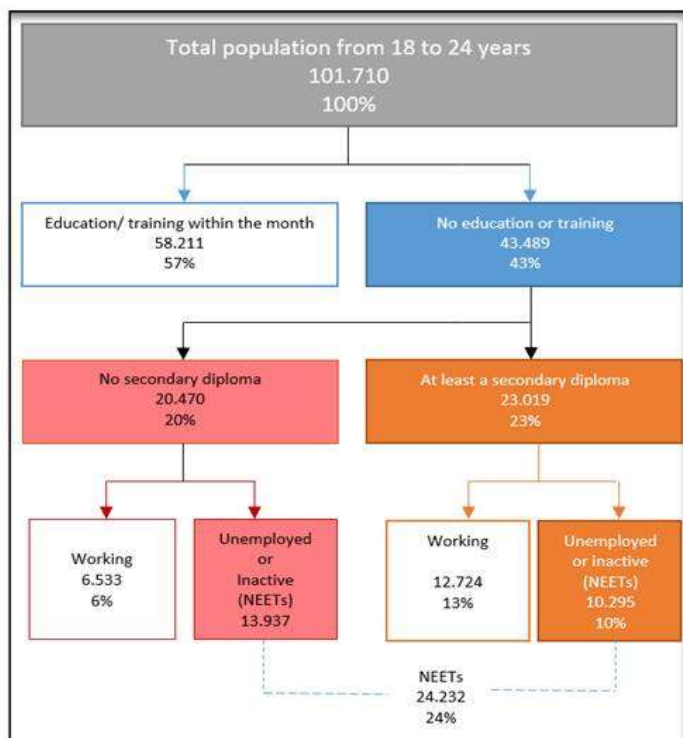 Total population from 18 to 24 years
101.710
100%
Education/ training within the month
58.211
57%
No education or training
43.489
43%
No secondary diploma
20.470
20%
At least a secondary diploma
23.019
23%
Working
6.533
6%
Unemployed
or
Inactive
(NEETs)
13.937
Working
12.724
13%
Unemployed
or inactive
(NEETs)
10.295
10%
NEETs
24.232
24%